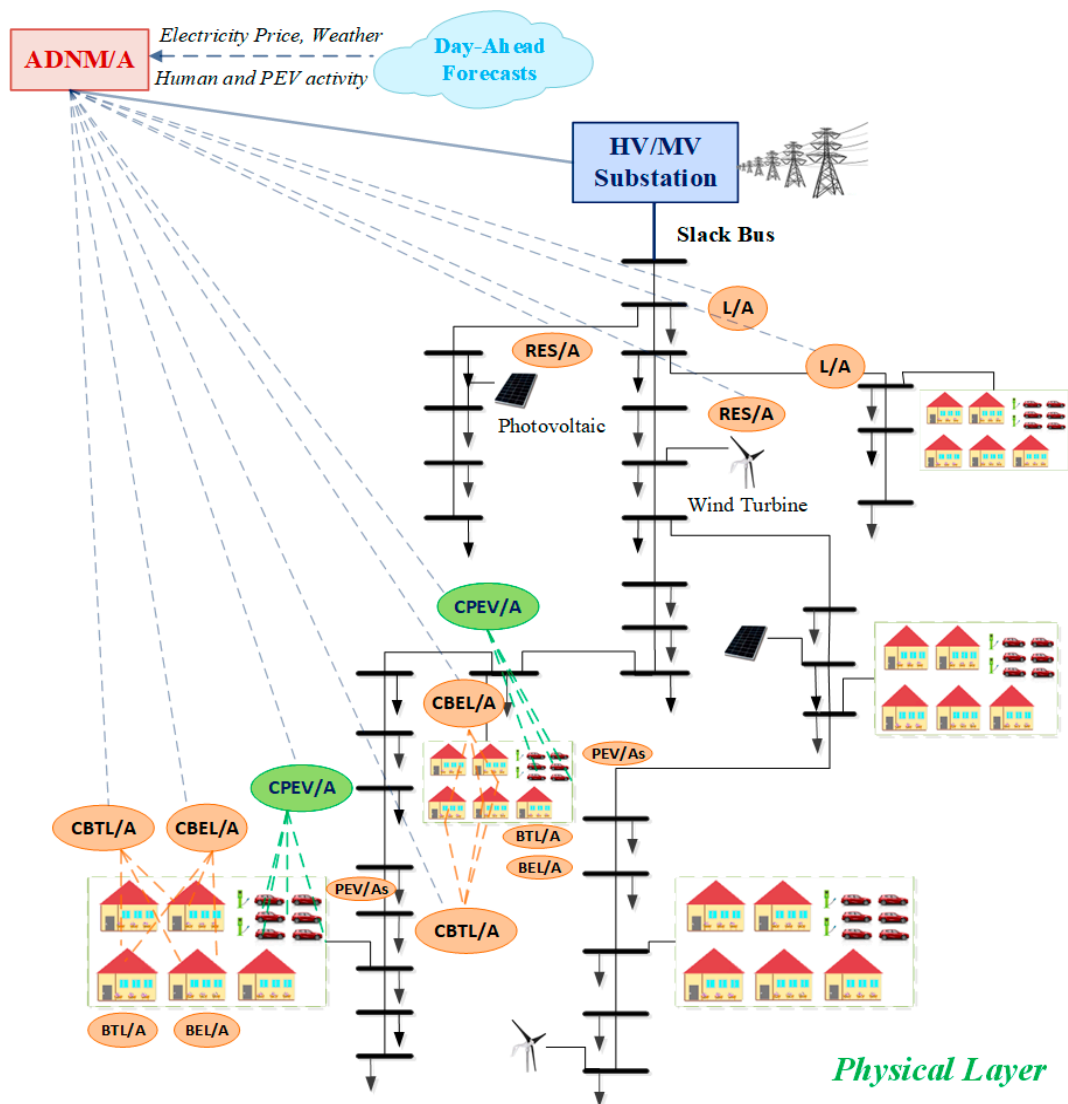 Electricity Price, Weather
ADNM/A
Human and PEV activity
Day-Ahead
Forecasts
HV/MV
Substation
Slack Bus
L/A
RES/A
L/A
RES/A
Photovoltaic
Wind Turbine
CPEV/A
CBEL/A
PEV/As
CPEV/A
CBTL/A
CBEL/A
BTL/A
BEL/A
PEV/As
CBTL/A
BTL/A
BEL/A
Physical Layer